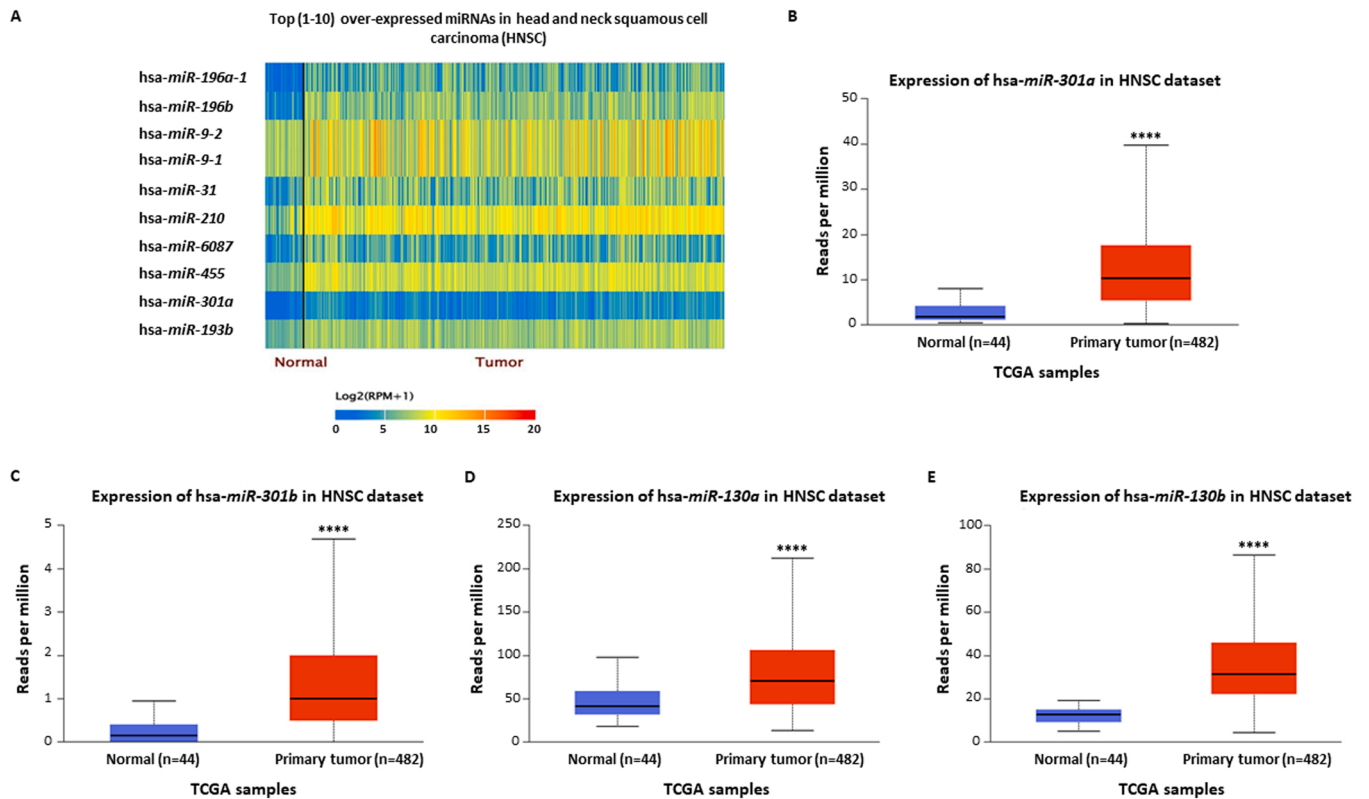 A
Top (1-10) over-expressed miRNAs in head and neck squamous cell
carcinoma (HNSC)
hsa-miR-196a-1
hsa-miR-196b
hsa-miR-9-2
hsa-miR-9-1
hsa-miR-31
hsa-miR-210
hsa-miR-6087
hsa-miR-455
hsa-miR-301a
hsa-miR-193b
Normal
Tumor
Log2(RPM+1)
0 5 10 15 20
B
Expression of hsa-miR-301a in HNSC dataset
Reads per million
50
40
30
20
10
0
****
Normal (n=44)
Primary tumor (n=482)
TCGA samples
C
Expression of hsa-miR-301b in HNSC dataset
Reads per million
5
4
3
2
1
0
****
Normal (n=44)
Primary tumor (n=482)
TCGA samples
D
Expression of hsa-miR-130a in HNSC dataset
Reads per million
250
200
150
100
50
0
****
Normal (n=44)
Primary tumor (n=482)
TCGA samples
E
Expression of hsa-miR-130b in HNSC dataset
Reads per million
100
80
60
40
20
0
****
Normal (n=44)
Primary tumor (n=482)
TCGA samples